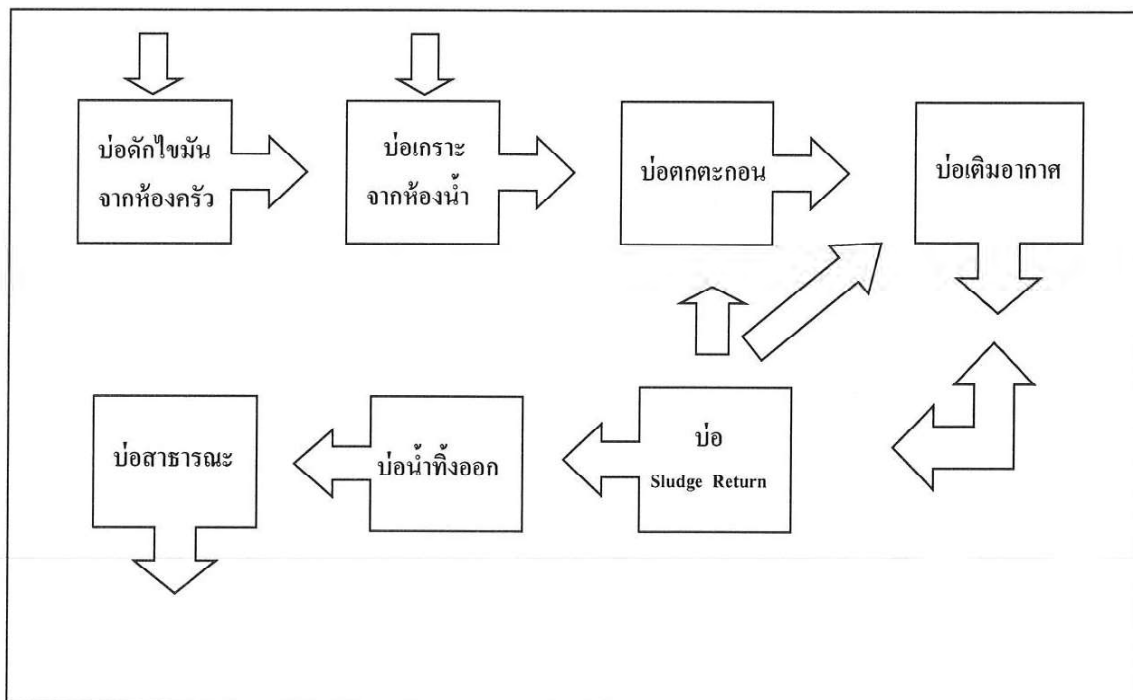 บ่อดักไขมัน
จากห้องครัว
บ่อเกราะ
จากห้องน้ำ
บ่อตกตะกอน
บ่อเติมอากาศ
บ่อสาธารณะ
บ่อน้ำทิ้งออก
บ่อ
Sludge Return